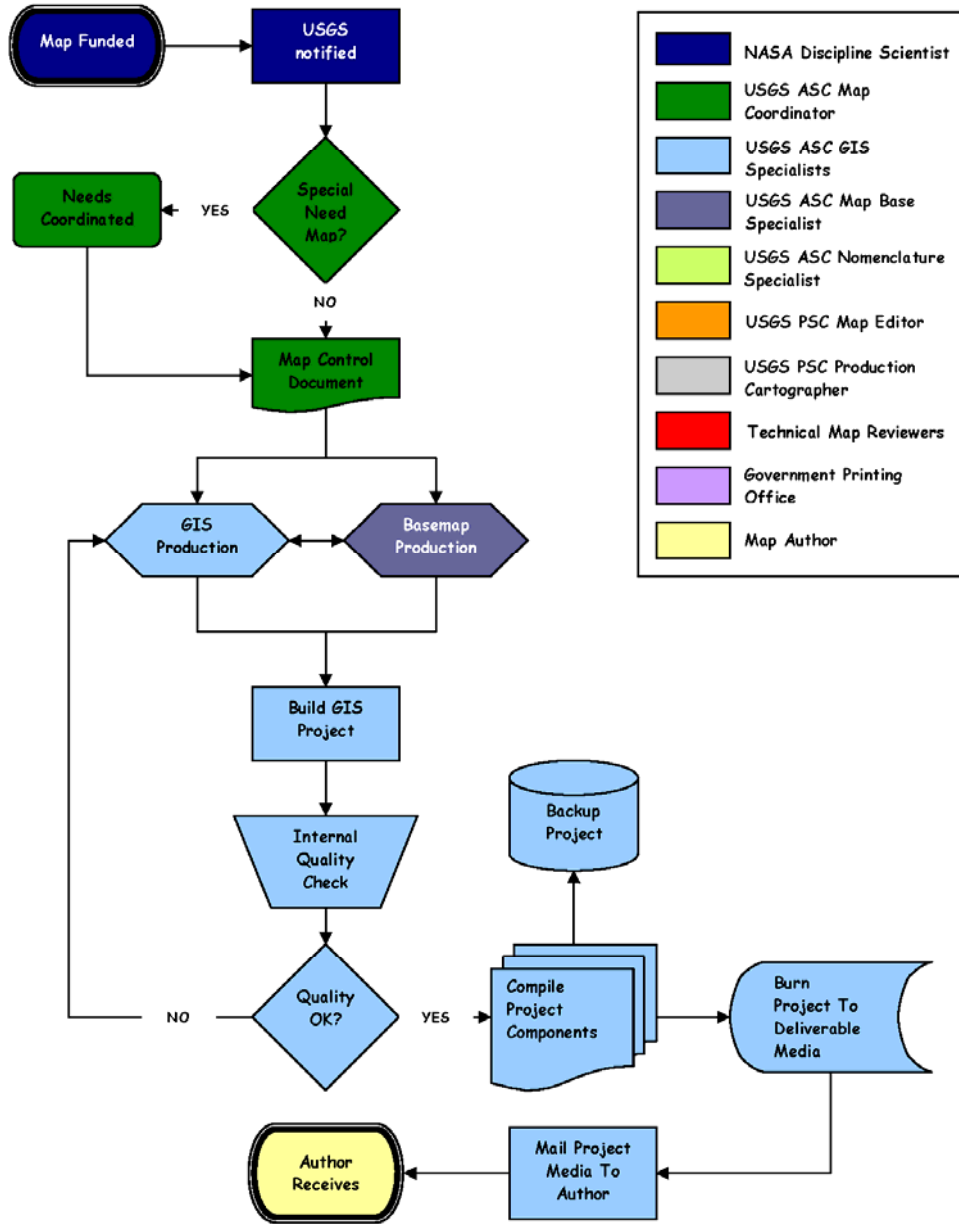 Map Funded
USGS
notified
Special
Need
Map?
YES
Needs
Coordinated
NO
Map Control
Document
GIS
Production
Basemap
Production
Build GIS
Project
Internal
Quality
Check
Quality
OK?
NO
YES
Compile
Project
Components
Backup
Project
Burn
Project To
Deliverable
Media
Mail Project
Media To
Author
Author
Receives
NASA Discipline Scientist
USGS ASC Map
Coordinator
USGS ASC GIS
Specialists
USGS ASC Map Base
Specialist
USGS ASC Nomenclature
Specialist
USGS PSC Map Editor
USGS PSC Production
Cartographer
Technical Map Reviewers
Government Printing
Office
Map Author